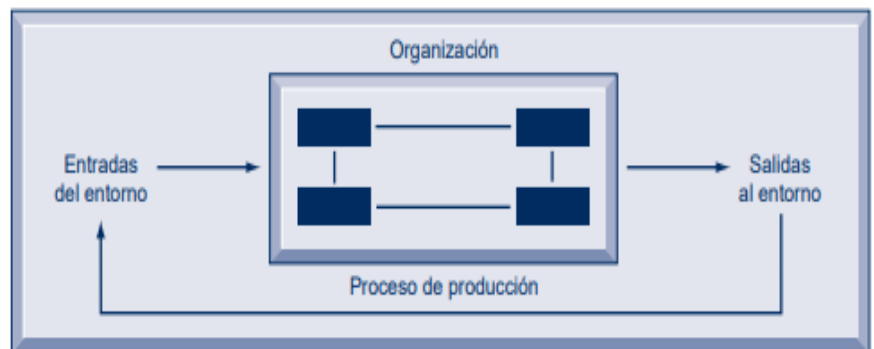 Organización
Entradas
del entorno
Salidas
al entorno
Proceso de producción